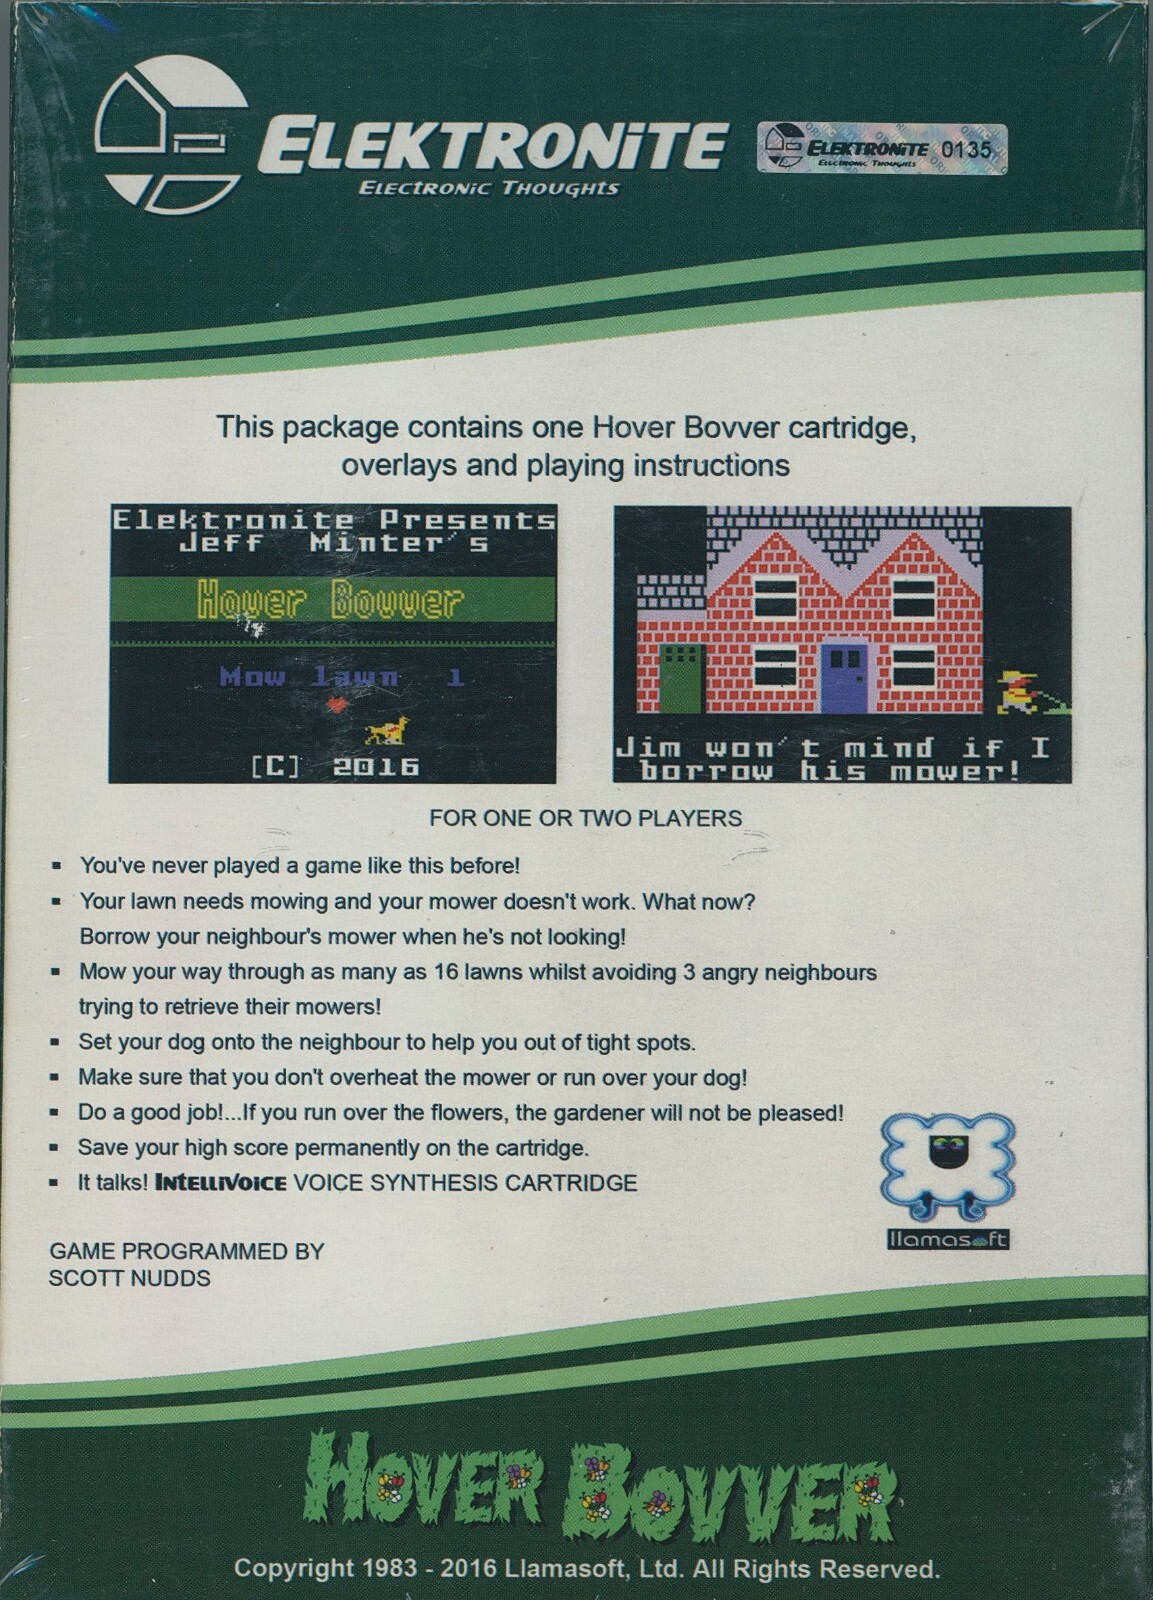 ELEKTRONiTE
ELECTRONIC THOUGHTS
ELEKTRONiTE 0135
ELECTRONIC THOUGHTS
This package contains one Hover Bovver cartridge,
overlays and playing instructions
Elektronite Presents
Jeff Minter's
Hover Bovver
Mow lawn 1
[C] 2016
Jim won't mind if I
borrow his mower!
FOR ONE OR TWO PLAYERS
▪ You've never played a game like this before!
▪ Your lawn needs mowing and your mower doesn't work. What now?
Borrow your neighbour's mower when he's not looking!
▪ Mow your way through as many as 16 lawns whilst avoiding 3 angry neighbours
trying to retrieve their mowers!
▪ Set your dog onto the neighbour to help you out of tight spots.
▪ Make sure that you don't overheat the mower or run over your dog!
▪ Do a good job!...If you run over the flowers, the gardener will not be pleased!
▪ Save your high score permanently on the cartridge.
▪ It talks! INTELLIVOICE VOICE SYNTHESIS CARTRIDGE
llamasoft
GAME PROGRAMMED BY
SCOTT NUDDS
HOVER BOVVER
Copyright 1983 - 2016 Llamasoft, Ltd. All Rights Reserved.